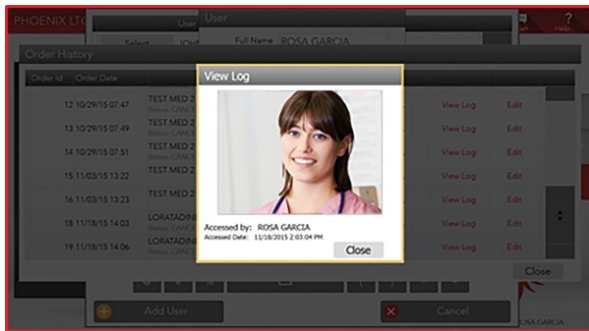 PHOENIX LTC
User
User
Help
Select
Full Name ROSA GARCIA
Order History
Order Id Order Date
View Log
12 10/29/15 07:47 TEST MED 2 View Log Edit
13 10/29/15 07:49 TEST MED 2 View Log Edit
14 10/29/15 07:51 TEST MED 2 View Log Edit
15 11/03/15 13:22 TEST MED 2 View Log Edit
16 11/03/15 13:23 TEST MED 2 View Log Edit
18 11/18/15 14:03 LORATADINE View Log Edit
19 11/18/15 14:06 LORATADINE View Log Edit
Accessed by: ROSA GARCIA
Accessed Date: 11/18/2015 2:03:04 PM
Close
Close
Add User
Cancel
ROSA GARCIA